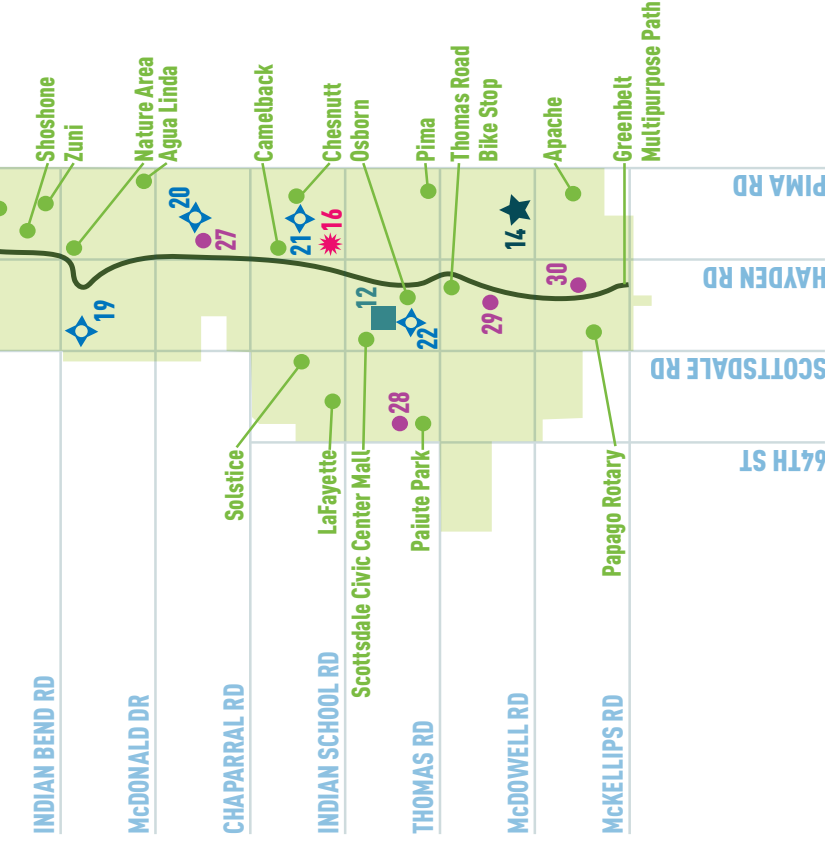 Shoshone
Zuni
Nature Area
Agua Linda
Camelback
Chesnutt
Osborn
Pima
Thomas Road
Bike Stop
Apache
Greenbelt
Multipurpose Path
PIMA RD
20
27
21
16
14
HAYDEN RD
30
12
19
29
22
SCOTTSDALE RD
28
64TH ST
Solstice
LaFayette
Scottsdale Civic Center Mall
Paiute Park
Papago Rotary
INDIAN BEND RD
McDONALD DR
CHAPARRAL RD
INDIAN SCHOOL RD
THOMAS RD
McDOWELL RD
McKELLIPS RD